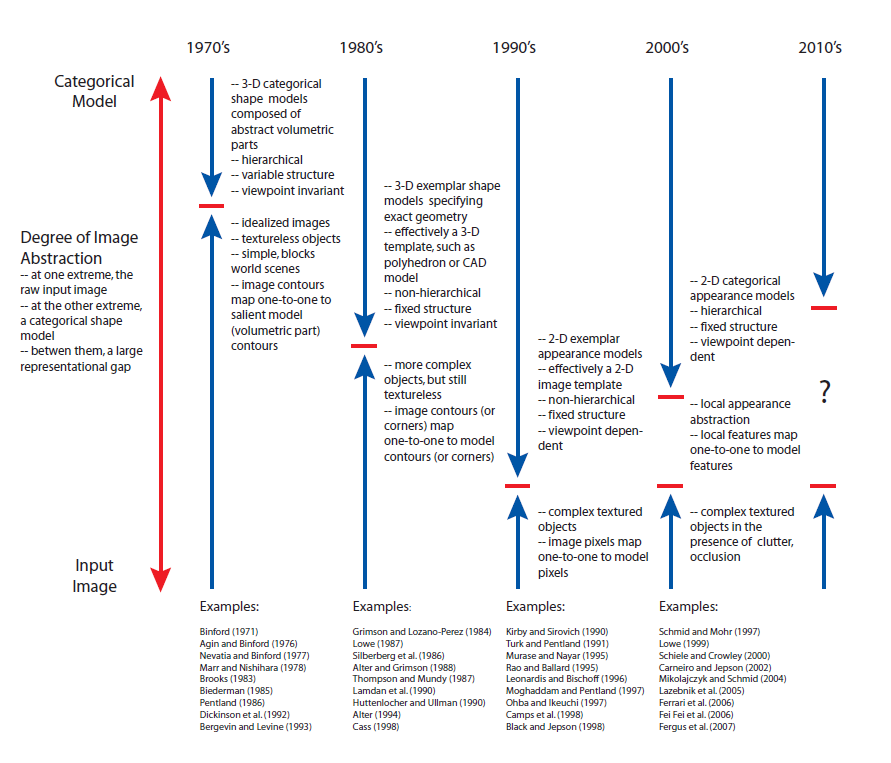 1970's
1980's
1990's
2000's
2010's
Categorical
Model
Degree of Image
Abstraction
-- at one extreme, the
raw input image
-- at the other extreme,
a categorical shape
model
-- betwen them, a large
representational gap
Input
Image
-- 3-D categorical
shape models
composed of
abstract volumetric
parts
-- hierarchical
-- variable structure
-- viewpoint invariant
-- idealized images
-- textureless objects
-- simple, blocks
world scenes
-- image contours
map one-to-one to
salient model
(volumetric part)
contours
-- 3-D exemplar shape
models specifying
exact geometry
-- effectively a 3-D
template, such as
polyhedron or CAD
model
-- non-hierarchical
-- fixed structure
-- viewpoint invariant
-- more complex
objects, but still
textureless
-- image contours (or
corners) map
one-to-one to model
contours (or corners)
-- 2-D exemplar
appearance models
-- effectively a 2-D
image template
-- non-hierarchical
-- fixed structure
-- viewpoint depen-
dent
-- complex textured
objects
-- image pixels map
one-to-one to model
pixels
-- 2-D categorical
appearance models
-- hierarchical
-- fixed structure
-- viewpoint depen-
dent
-- local appearance
abstraction
-- local features map
one-to-one to model
features
-- complex textured
objects in the
presence of clutter,
occlusion
?
Examples:
Binford (1971)
Agin and Binford (1976)
Nevatia and Binford (1977)
Marr and Nishihara (1978)
Brooks (1983)
Biederman (1985)
Pentland (1986)
Dickinson et al. (1992)
Bergevin and Levine (1993)
Examples:
Grimson and Lozano-Perez (1984)
Lowe (1987)
Silberberg et al. (1986)
Alter and Grimson (1988)
Thompson and Mundy (1987)
Lamdan et al. (1990)
Huttenlocher and Ullman (1990)
Alter (1994)
Cass (1998)
Examples:
Kirby and Sirovich (1990)
Turk and Pentland (1991)
Murase and Nayar (1995)
Rao and Ballard (1995)
Leonardis and Bischoff (1996)
Moghaddam and Pentland (1997)
Ohba and Ikeuchi (1997)
Camps et al. (1998)
Black and Jepson (1998)
Examples:
Schmid and Mohr (1997)
Lowe (1999)
Schiele and Crowley (2000)
Carneiro and Jepson (2002)
Mikolajczyk and Schmid (2004)
Lazebnik et al. (2005)
Ferrari et al. (2006)
Fei Fei et al. (2006)
Fergus et al. (2007)